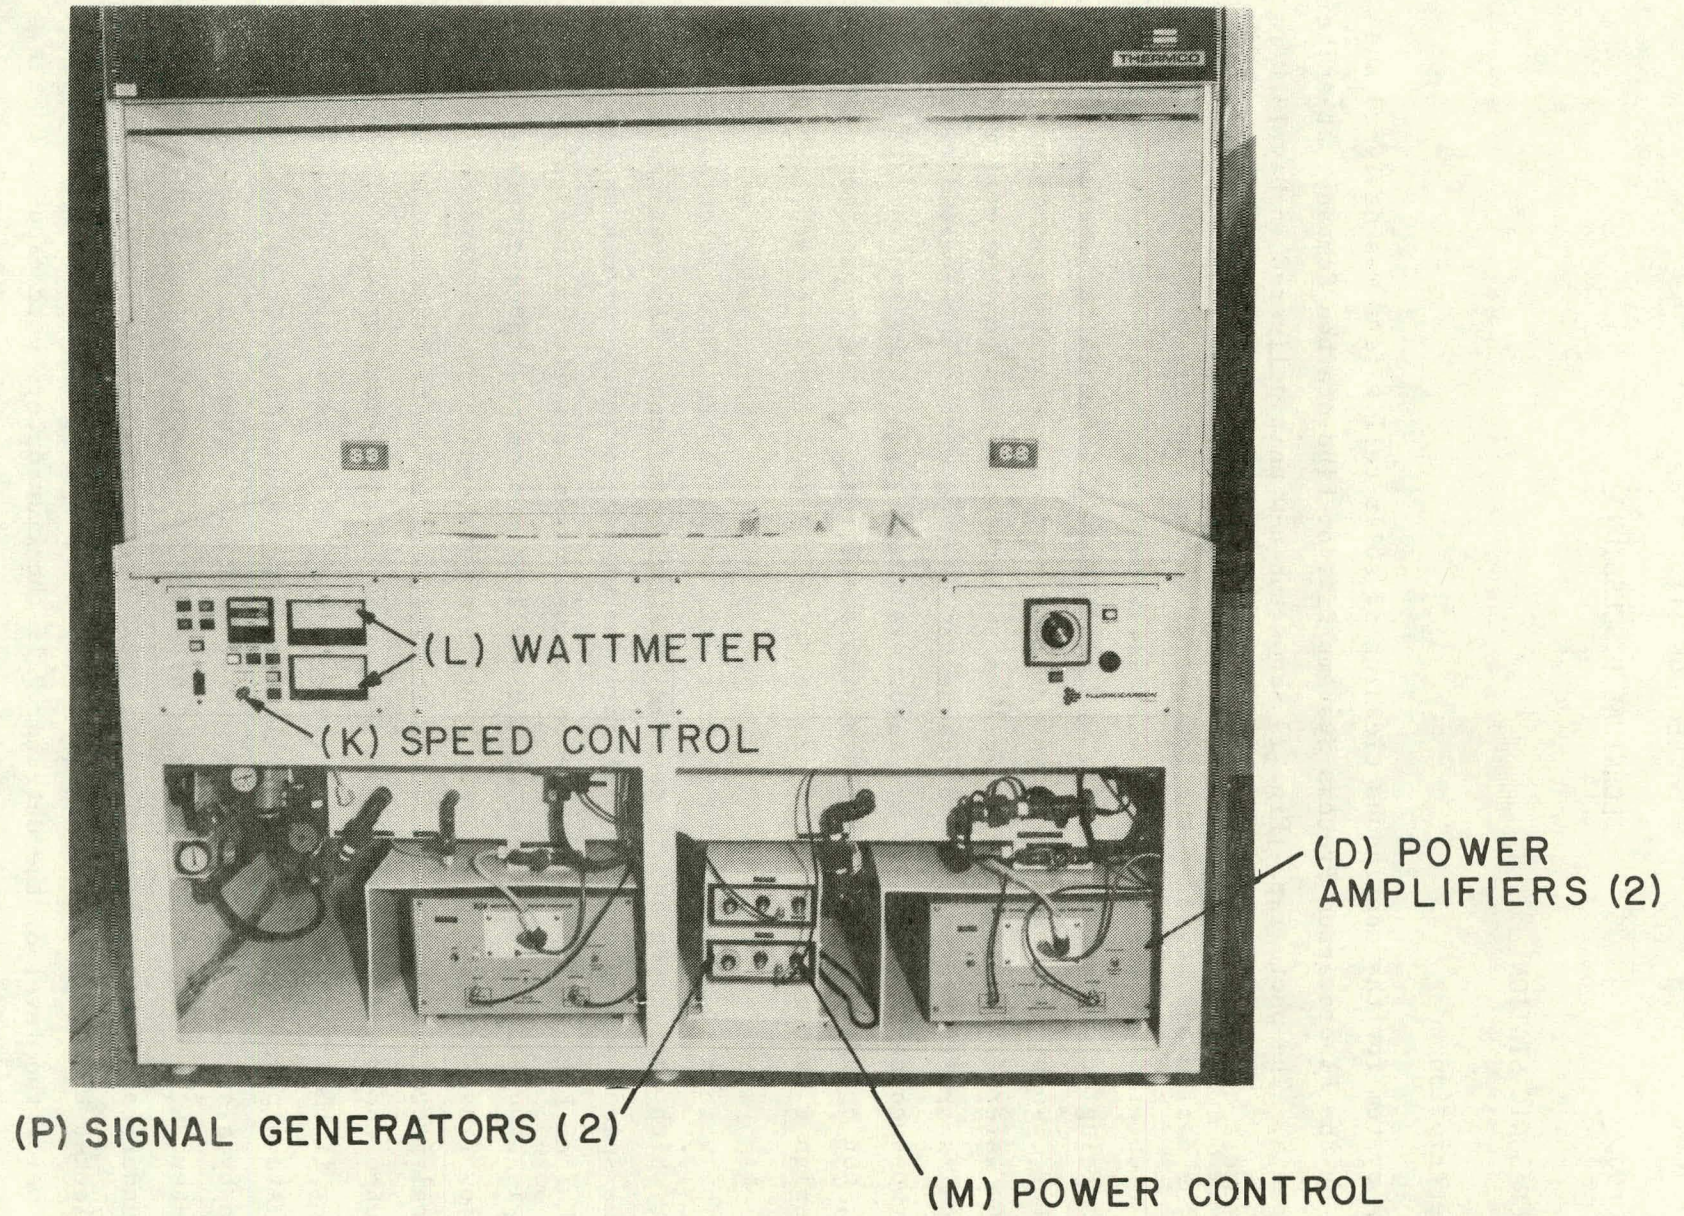 THERMCO
(L) WATTMETER
(K) SPEED CONTROL
(D) POWER
AMPLIFIERS (2)
(P) SIGNAL GENERATORS (2)
(M) POWER CONTROL